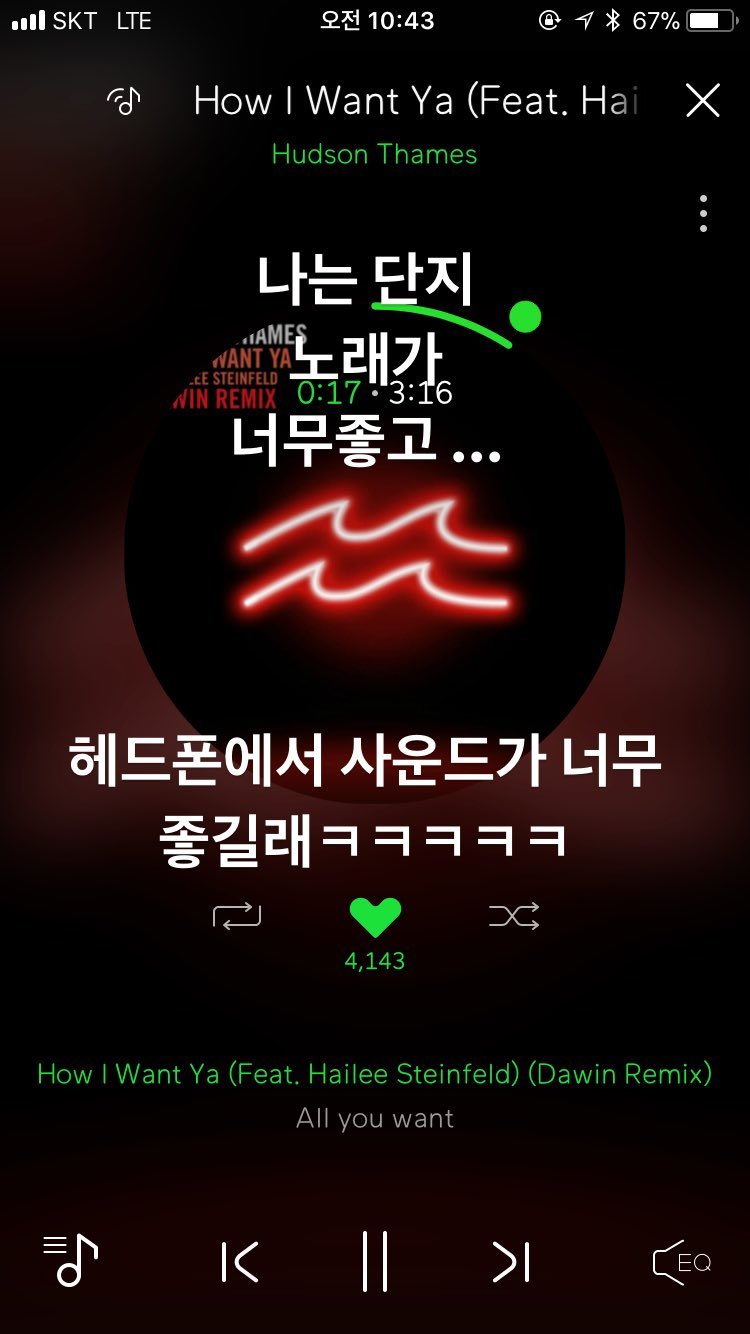 SKT LTE 오전 10:43 67%
How I Want Ya (Feat. Hai
Hudson Thames
나는 단지
THAMES
노래가
WANT YA
LEE STEINFELD
0:17 · 3:16
WIN REMIX
너무좋고 ...
헤드폰에서 사운드가 너무
좋길래ㅋㅋㅋㅋㅋ
4,143
How I Want Ya (Feat. Hailee Steinfeld) (Dawin Remix)
All you want
EQ